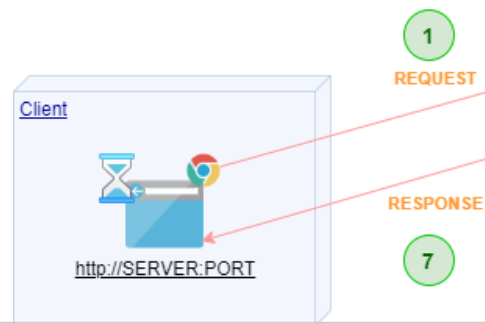 1
REQUEST
Client
RESPONSE
http://SERVER:PORT
7